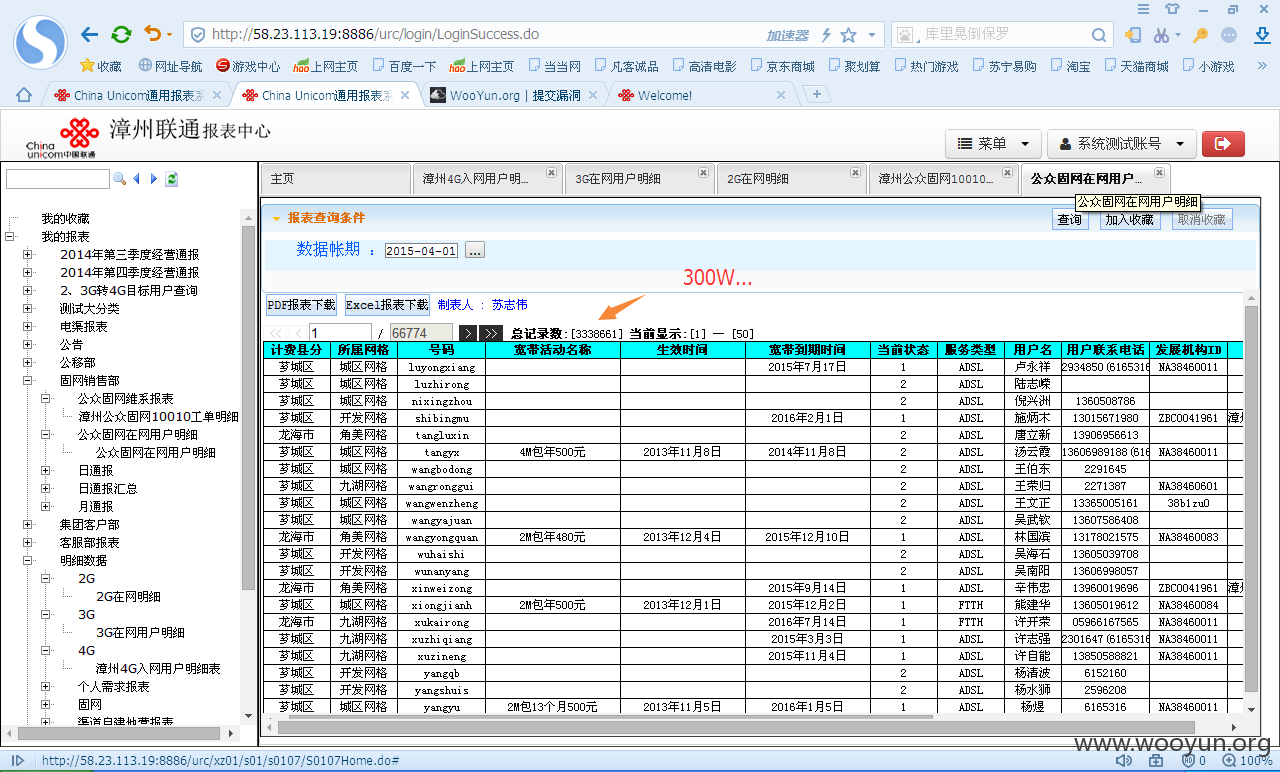 http://58.23.113.19:8886/urc/login/LoginSuccess.do 加速器 库里晃倒保罗
收藏 网址导航 游戏中心 上网主页 百度一下 上网主页 当当网 凡客诚品 高清电影 京东商城 聚划算 热门游戏 苏宁易购 淘宝 天猫商城 小游戏
China Unicom通用报表系 China Unicom通用报表系 WooYun.org | 提交漏洞 Welcome!
China unicom中国联通 漳州联通报表中心
菜单 系统测试账号
主页 漳州4G入网用户明... 3G在网用户明细 2G在网明细 漳州公众固网10010... 公众固网在网用户...
公众固网在网用户明细
报表查询条件 查询 加入收藏 取消收藏
数据帐期 ： 2015-04-01 ...
300W...
PDF报表下载 Excel报表下载 制表人 : 苏志伟
1 / 66774 总记录数:[3338661] 当前显示:[1] — [50]
计费县分 所属网格 号码 宽带活动名称 生效时间 宽带到期时间 当前状态 服务类型 用户名 用户联系电话 发展机构ID
芗城区 城区网格 luyongxiang 2015年7月17日 1 ADSL 卢永祥 2934850(6165316 NA38460011
芗城区 城区网格 luzhirong 2 ADSL 陆志嵘
芗城区 城区网格 nixingzhou 2 ADSL 倪兴洲 1360508786
芗城区 开发网格 shibingmu 2016年2月1日 1 ADSL 施炳木 13015671980 ZBC0041961 漳
龙海市 角美网格 tangluxin 2 ADSL 唐立新 13906956613
芗城区 城区网格 tangyx 4M包年500元 2013年11月8日 2014年11月8日 2 ADSL 汤云霞 13606989188(616 NA38460011
芗城区 城区网格 wangbodong 2 ADSL 王伯东 2291645
芗城区 九湖网格 wangronggui 2 ADSL 王荣归 2271387 NA38460601
芗城区 城区网格 wangwenzheng 2 ADSL 王文正 13365005161 38b1zu0
芗城区 城区网格 wangyajuan 2 ADSL 吴武钦 13607586408
龙海市 角美网格 wangyongquan 2M包年480元 2013年12月4日 2015年12月10日 1 ADSL 林国滨 13178021575 NA38460083
芗城区 开发网格 wuhaishi 2 ADSL 吴海石 13605039708
芗城区 开发网格 wunanyang 2 ADSL 吴南阳 13606998057
龙海市 角美网格 xinweizong 2015年9月14日 1 ADSL 辛伟忠 13960019696 ZBC0041961 漳
芗城区 城区网格 xiongjianh 2M包年500元 2013年12月1日 2015年12月2日 1 FTTH 熊建华 13605019612 NA38460084
龙海市 九湖网格 xukairong 2016年7月14日 1 FTTH 许开荣 05966167565 NA38460011
芗城区 九湖网格 xuzhiqiang 2015年3月3日 1 ADSL 许志强 2301647(6165316 NA38460011
芗城区 九湖网格 xuzineng 2015年11月4日 1 ADSL 许自能 13850588821 NA38460011
芗城区 开发网格 yangqb 2 ADSL 杨清波 6152160
芗城区 开发网格 yangshuis 2 ADSL 杨水狮 2596208
芗城区 城区网格 yangyu 2M包13个月500元 2013年11月5日 2016年1月5日 1 ADSL 杨煜 6165316 NA38460011
我的收藏
我的报表
2014年第三季度经营通报
2014年第四季度经营通报
2、3G转4G目标用户查询
测试大分类
电渠报表
公告
公移部
固网销售部
公众固网维系报表
漳州公众固网10010工单明细
公众固网在网用户明细
公众固网在网用户明细
日通报
日通报汇总
月通报
集团客户部
客服部报表
明细数据
2G
2G在网明细
3G
3G在网用户明细
4G
漳州4G入网用户明细表
个人需求报表
固网
渠道自建他营报表
www.wooyun.org
http://58.23.113.19:8886/urc/xz01/s01/s0107/S0107Home.do# 0 100%